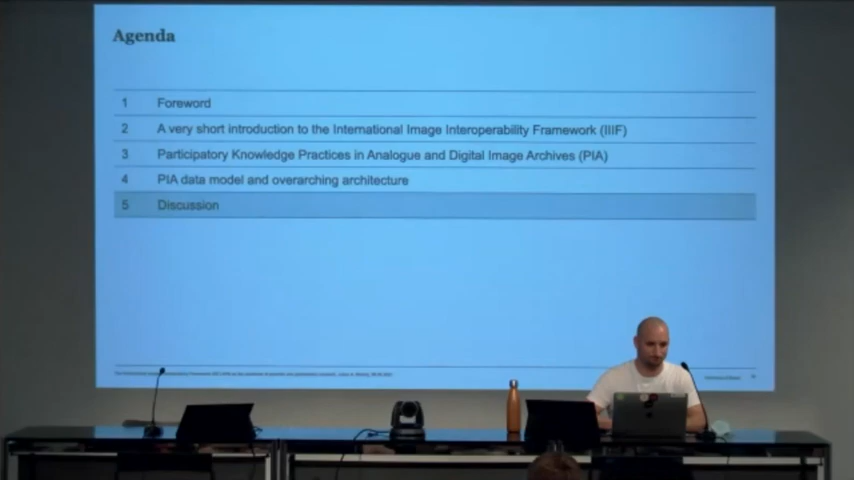 Agenda
1 Foreword
2 A very short introduction to the International Image Interoperability Framework (IIIF)
3 Participatory Knowledge Practices in Analogue and Digital Image Archives (PIA)
4 PIA data model and overarching architecture
5 Discussion